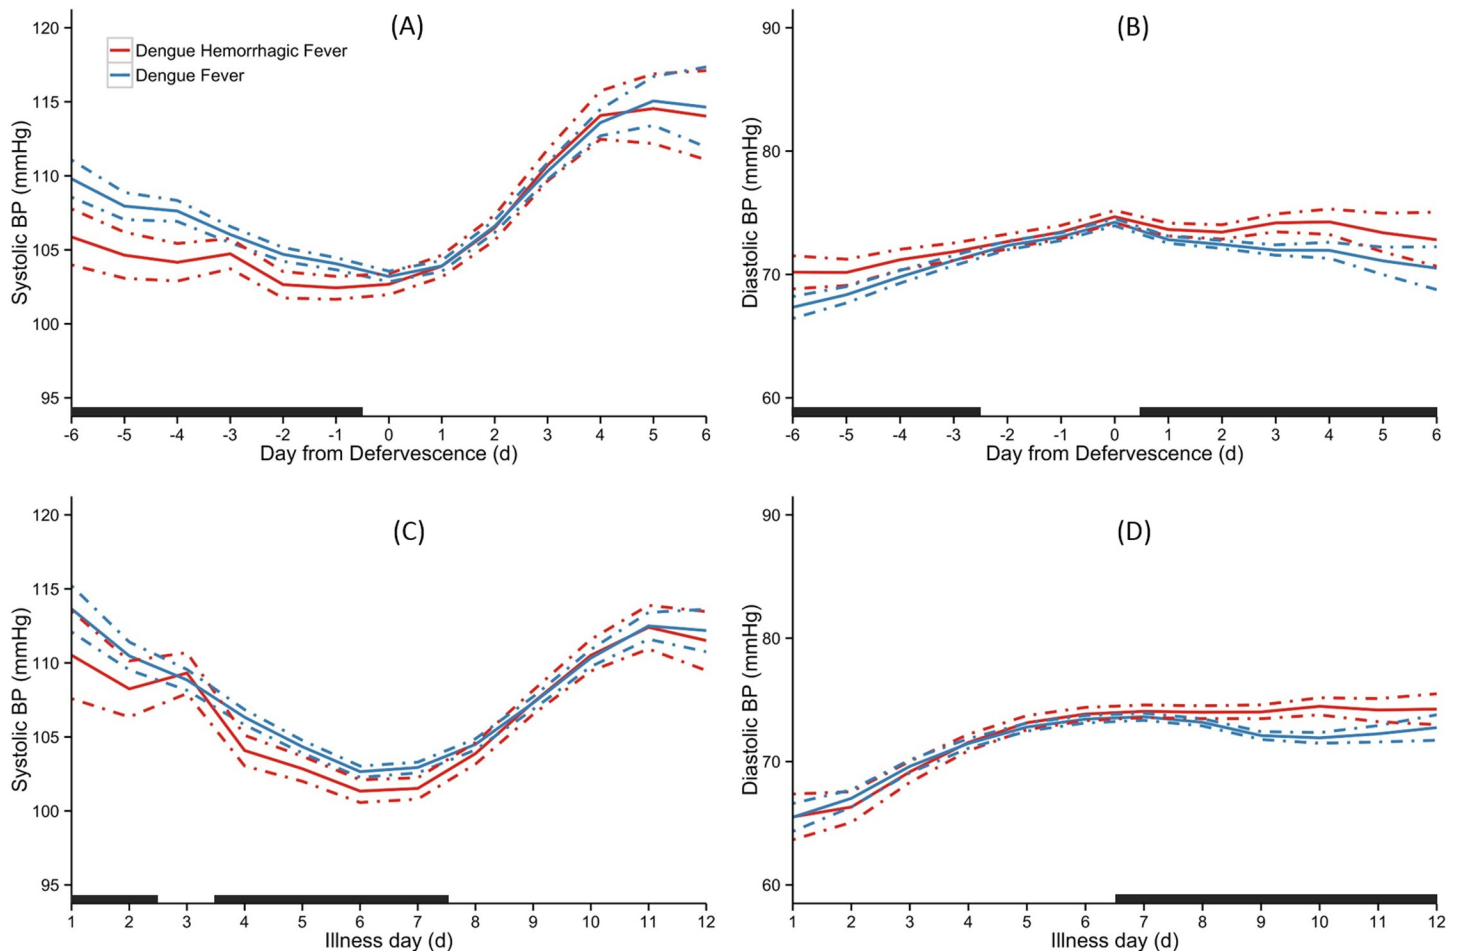 (A)
Dengue Hemorrhagic Fever
Dengue Fever
Systolic BP (mmHg)
120
115
110
105
100
95
-6 -5 -4 -3 -2 -1 0 1 2 3 4 5 6
Day from Defervescence (d)
(B)
Diastolic BP (mmHg)
90
80
70
60
-6 -5 -4 -3 -2 -1 0 1 2 3 4 5 6
Day from Defervescence (d)
(C)
Systolic BP (mmHg)
120
115
110
105
100
95
1 2 3 4 5 6 7 8 9 10 11 12
Illness day (d)
(D)
Diastolic BP (mmHg)
90
80
70
60
1 2 3 4 5 6 7 8 9 10 11 12
Illness day (d)